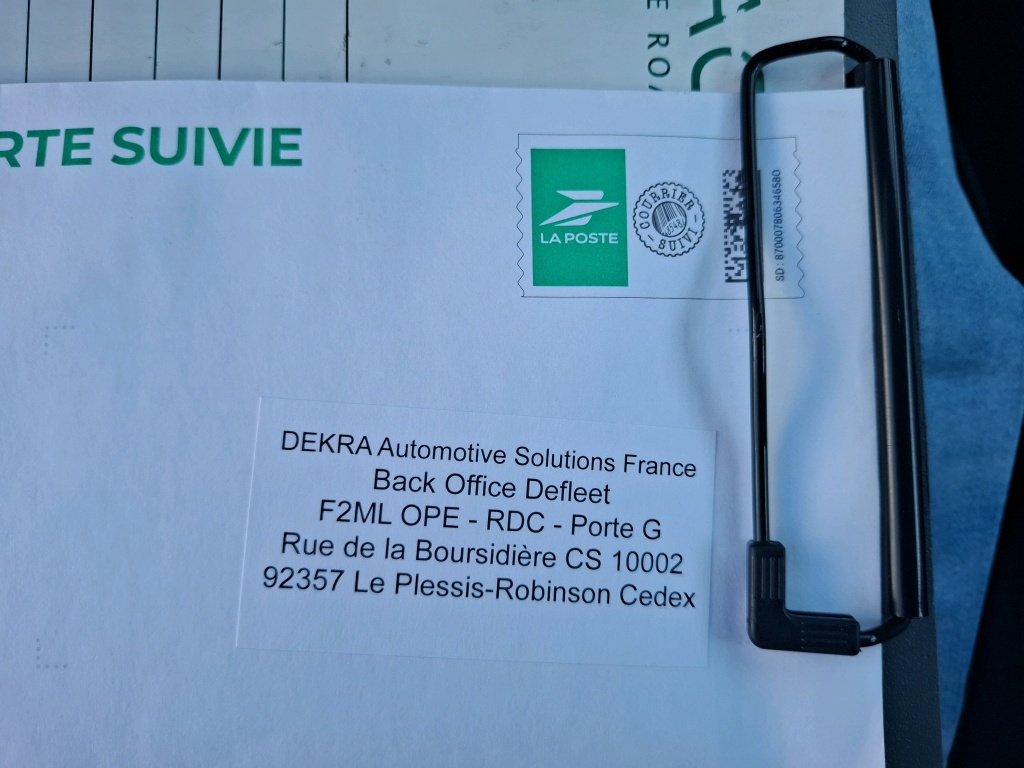 RTE SUIVIE
LA POSTE
COURRIER SUIVI
SD : 87000780634658O
DEKRA Automotive Solutions France
Back Office Defleet
F2ML OPE - RDC - Porte G
Rue de la Boursidière CS 10002
92357 Le Plessis-Robinson Cedex